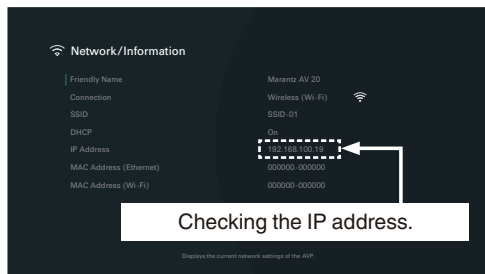 Network/Information
Friendly Name Marantz AV 20
Connection Wireless (Wi-Fi)
SSID SSID-01
DHCP On
IP Address 192.168.100.19
MAC Address (Ethernet) 000000-000000
MAC Address (Wi-Fi) 000000-000000
Checking the IP address.
Displays the current network settings of the AVP